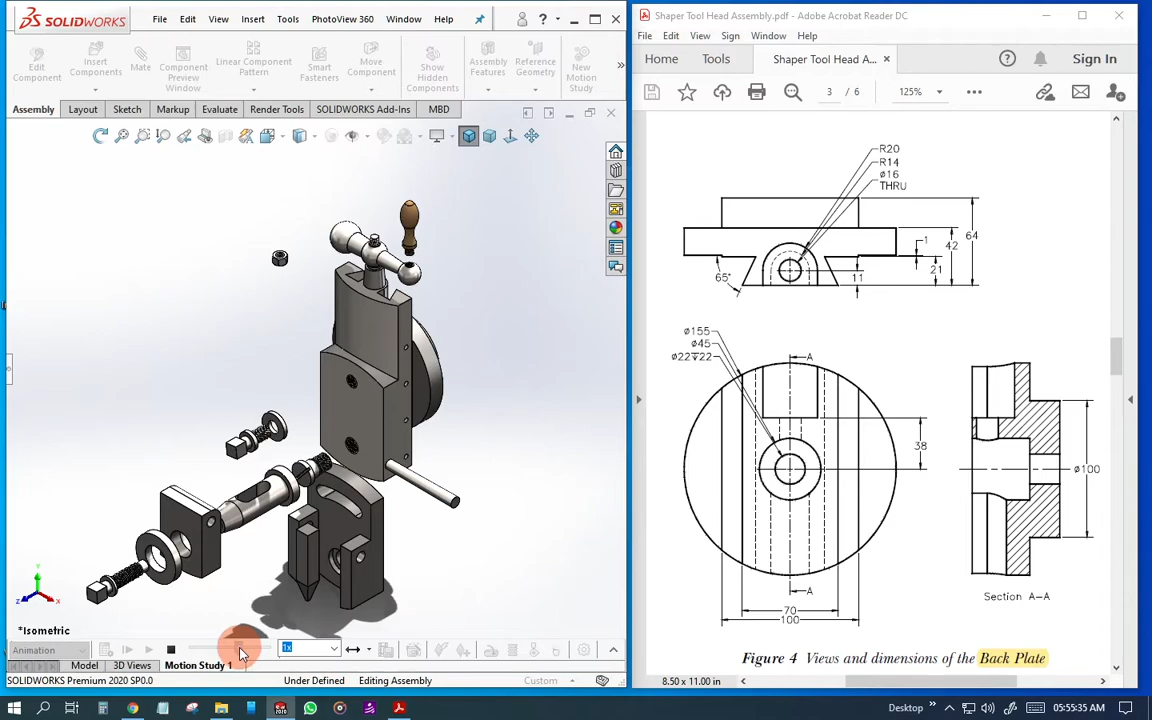 SOLIDWORKS
File
Edit
View
Insert
Tools
PhotoView 360
Window
Help
?
Edit Component
Insert Components
Mate
Component Preview Window
Linear Component Pattern
Smart Fasteners
Move Component
Show Hidden Components
Assembly Features
Reference Geometry
New Motion Study
»
Assembly
Layout
Sketch
Markup
Evaluate
Render Tools
SOLIDWORKS Add-Ins
MBD
Y
X
Z
*Isometric
Animation
1x
Model
3D Views
Motion Study 1
SOLIDWORKS Premium 2020 SP0.0
Under Defined
Editing Assembly
Custom
Shaper Tool Head Assembly.pdf - Adobe Acrobat Reader DC
File
Edit
View
Sign
Window
Help
Home
Tools
Shaper Tool Head A...
Sign In
3 / 6
125%
R20
R14
ø16
THRU
1
42
64
11
21
65°
ø155
ø45
ø22↧22
A
38
ø100
A
70
100
Section A-A
Figure 4 Views and dimensions of the Back Plate
8.50 x 11.00 in
Desktop
»
05:55:35 AM